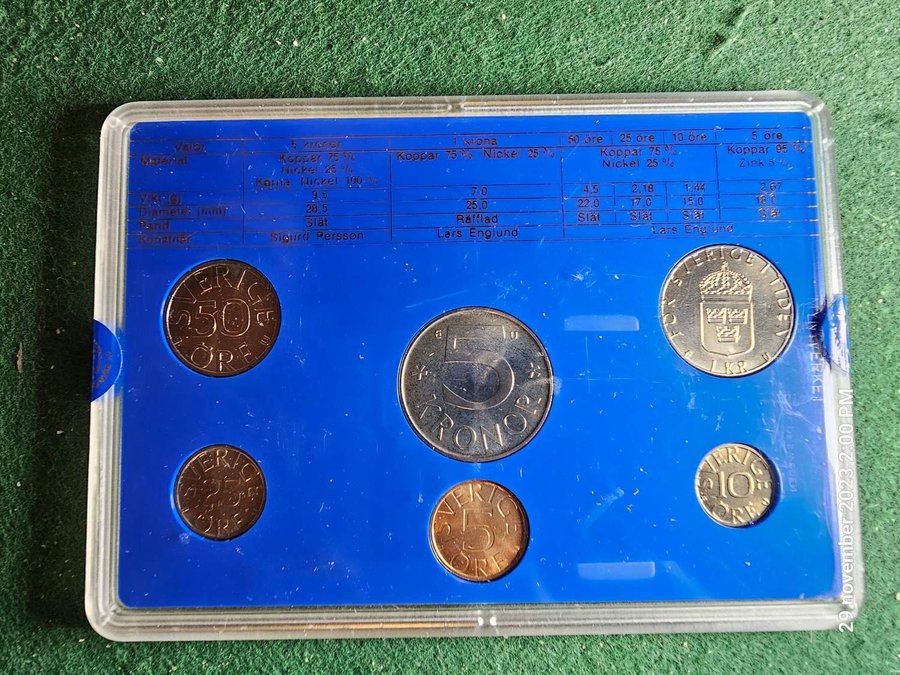 Valör 5 kronor 1 krona 50 öre 25 öre 10 öre 5 öre
Material Koppar 75 % Koppar 75 % Nickel 25 % Koppar 75 % Koppar 95 %
Nickel 25 % Nickel 25 % Zink 5 %
Kärna Nickel 100 %
Vikt (g) 9,5 7,0 4,5 2,18 1,44 2,67
Diameter (mm) 28,5 25,0 22,0 17,0 15,0 18,0
Rand Slät Räfflad Slät Slät Slät Slät
Konstnär Sigurd Persson Lars Englund Lars Englund
SVERIGE
50
ÖRE
5
KRONOR
FÖR SVERIGE I TIDEN
1 KR
U
SVERIGE
25
ÖRE
SVERIGE
5
ÖRE
SVERIGE
10
ÖRE
29 november 2023 2:00 PM